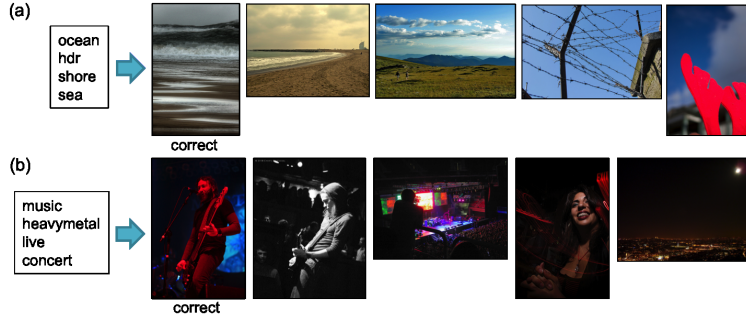 (a)
ocean
hdr
shore
sea
correct
(b)
music
heavymetal
live
concert
correct